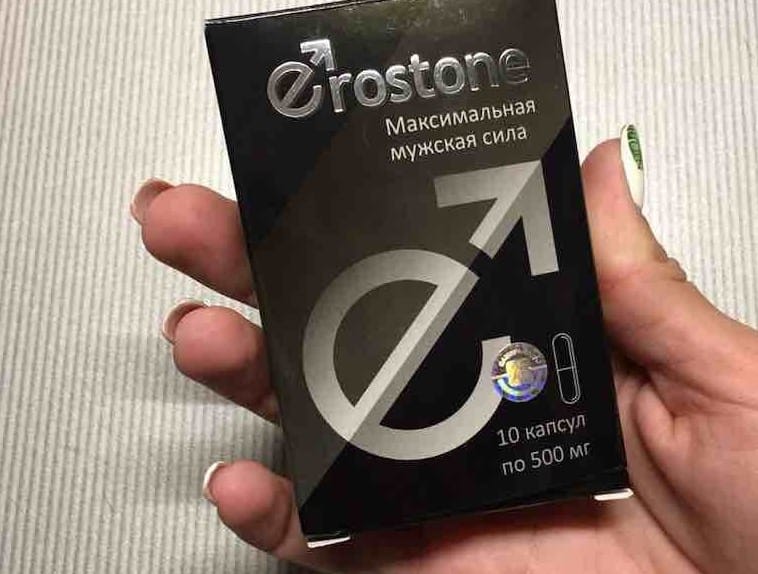 erostone
Максимальная
мужская сила
10 капсул
по 500 мг